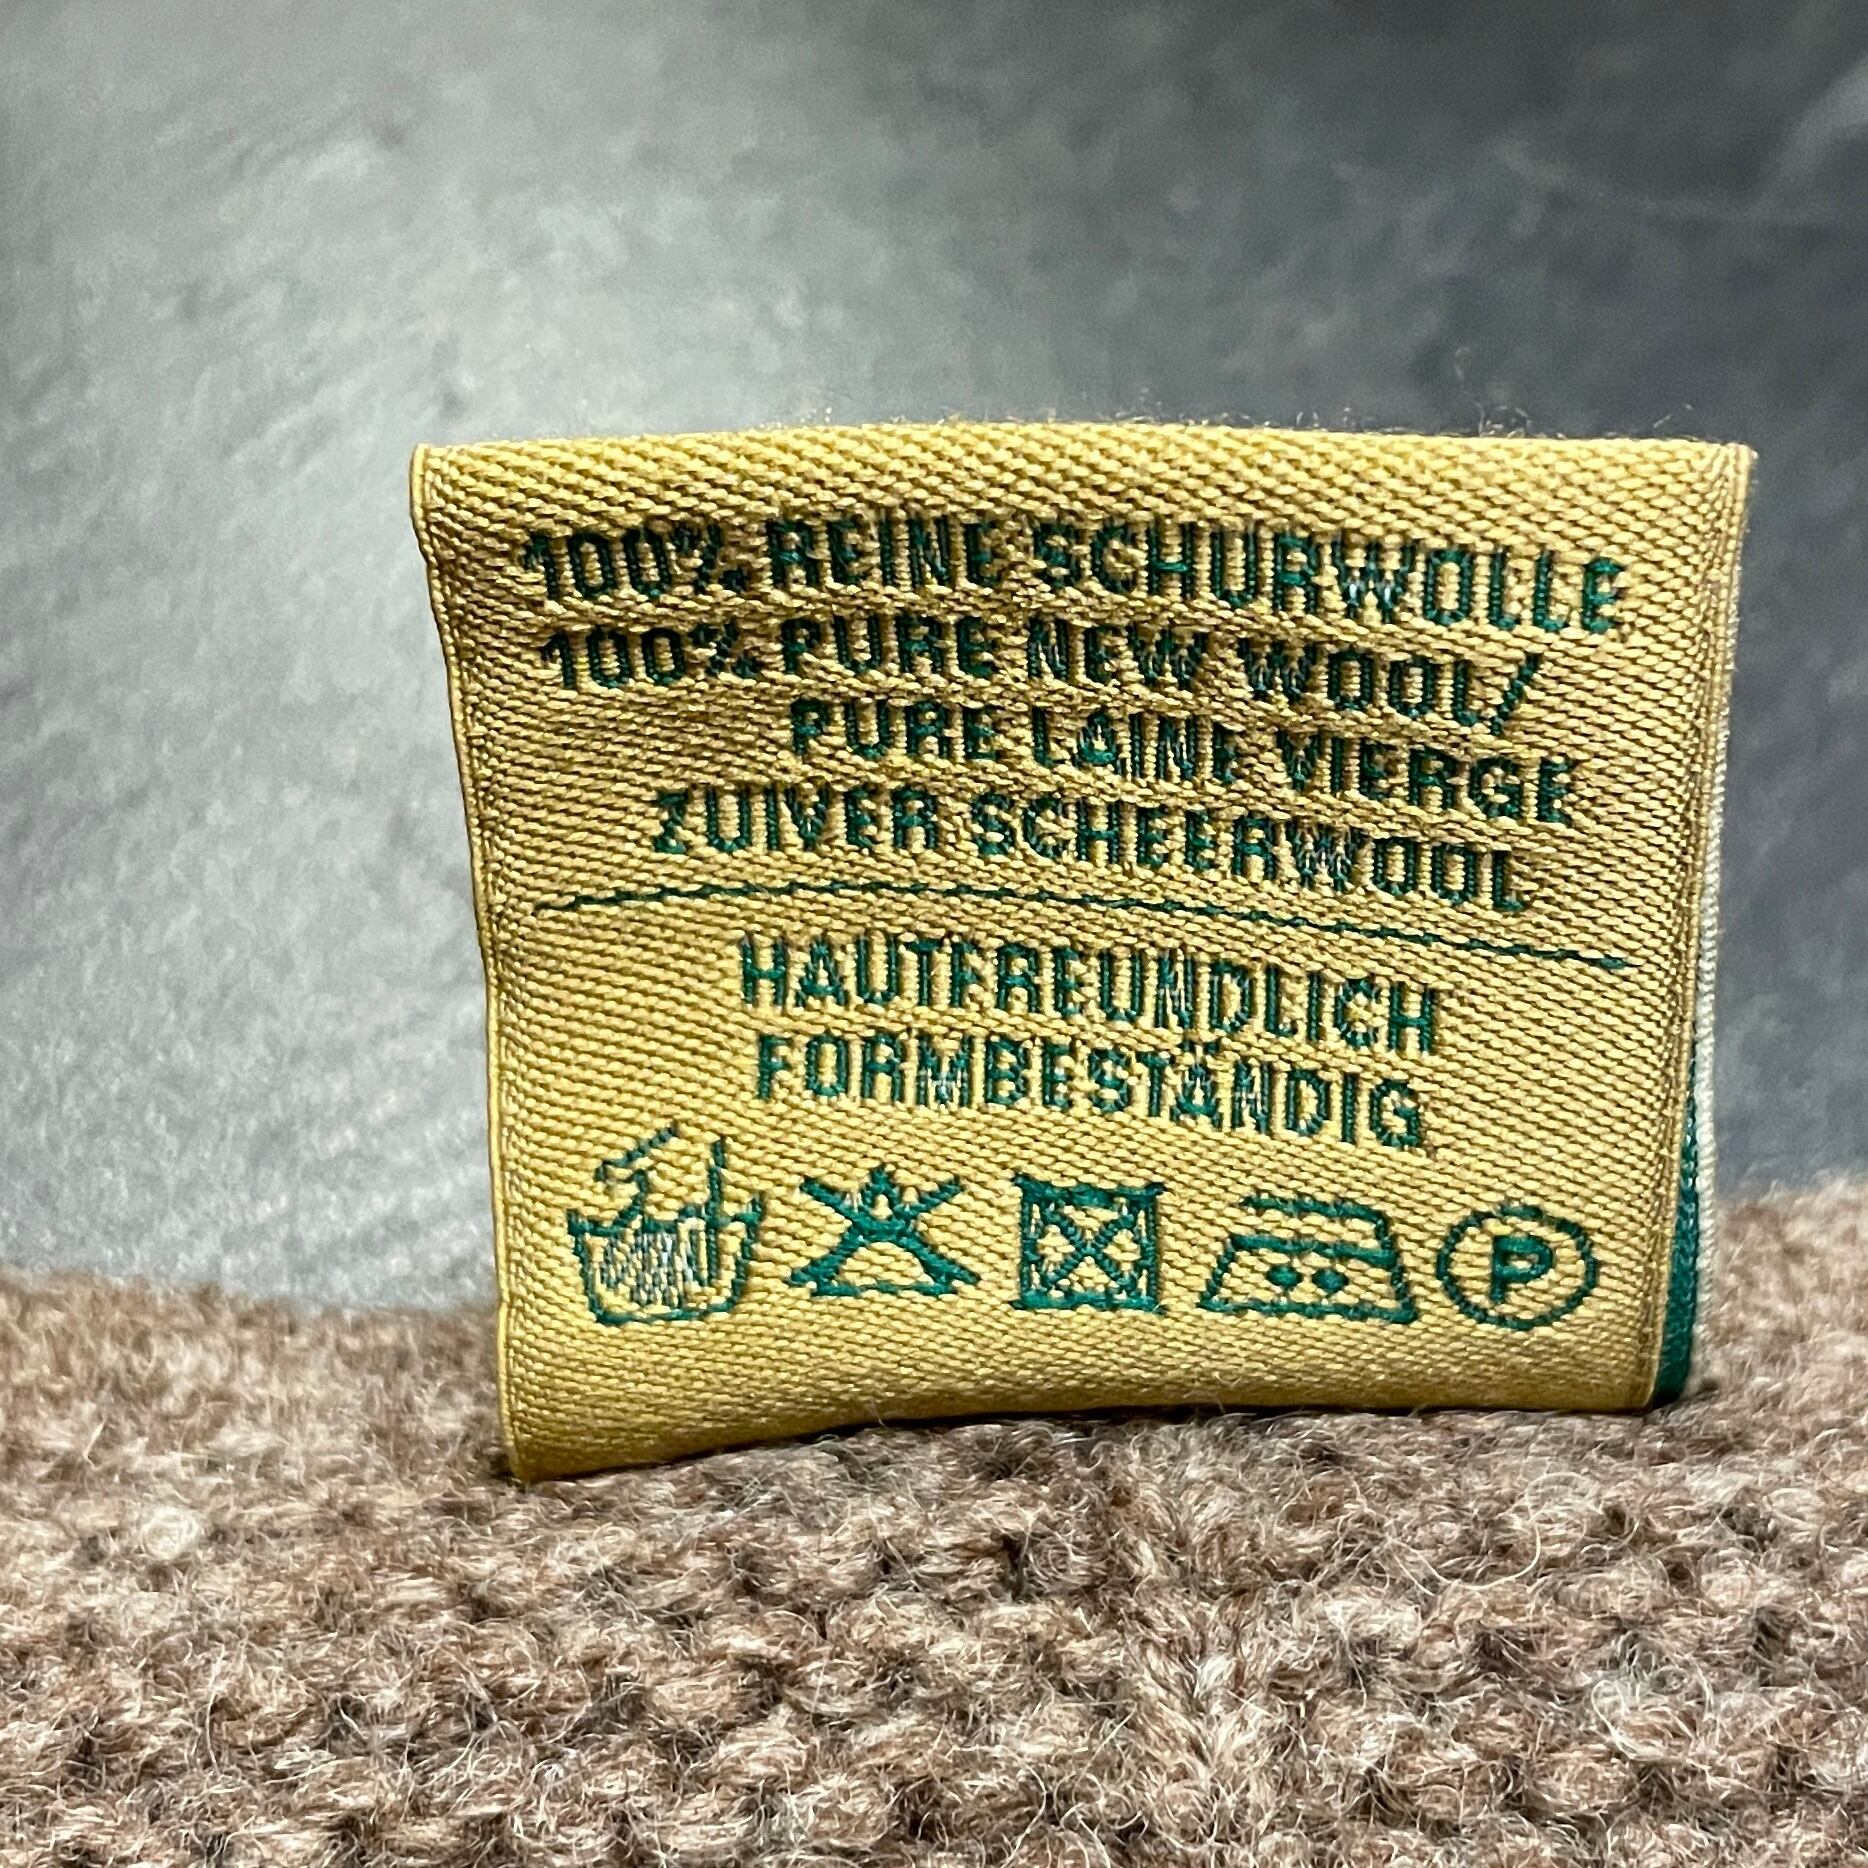 100% REINE SCHURWOLLE
100% PURE NEW WOOL/
PURE LAINE VIERGE
ZUIVER SCHEERWOOL
HAUTFREUNDLICH
FORMBESTÄNDIG
P